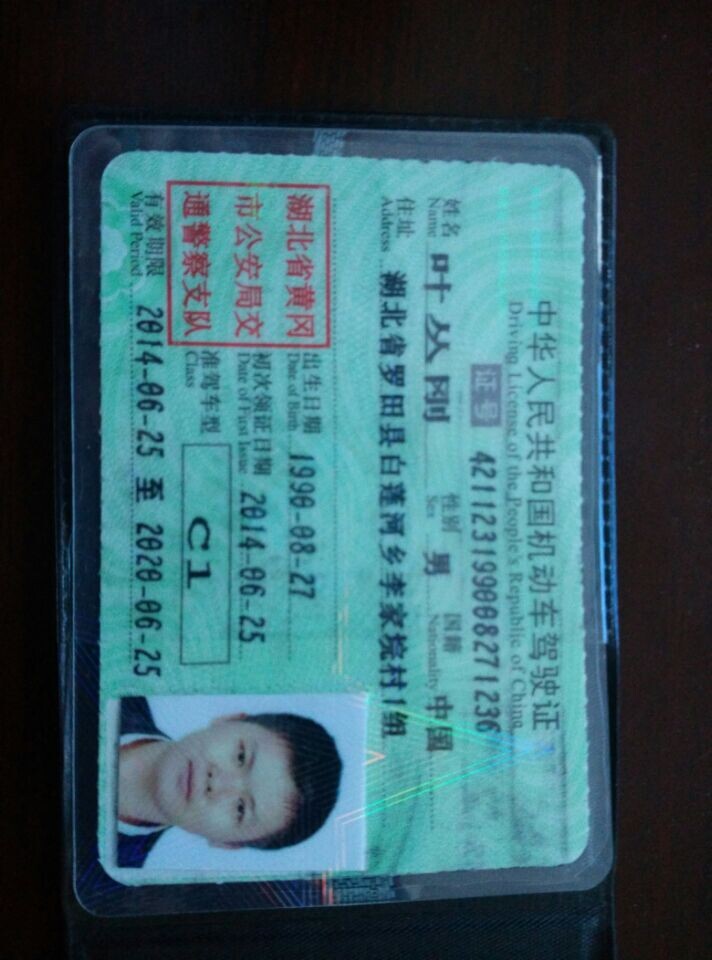 中华人民共和国机动车驾驶证
Driving License of the People's Republic of China
证号 421123199008271236
姓名 叶丛刚 性别 男 国籍 中國
Name Sex Nationality
住址 湖北省罗田县白莲河乡李家垸村1组
Address
湖北省黄冈
市公安局交
通警察支队
出生日期 1990-08-27
Date of Birth
初次领证日期 2014-06-25
Date of First Issue
准驾车型 C1
Class
有效期限 2014-06-25 至 2020-06-25
Valid Period